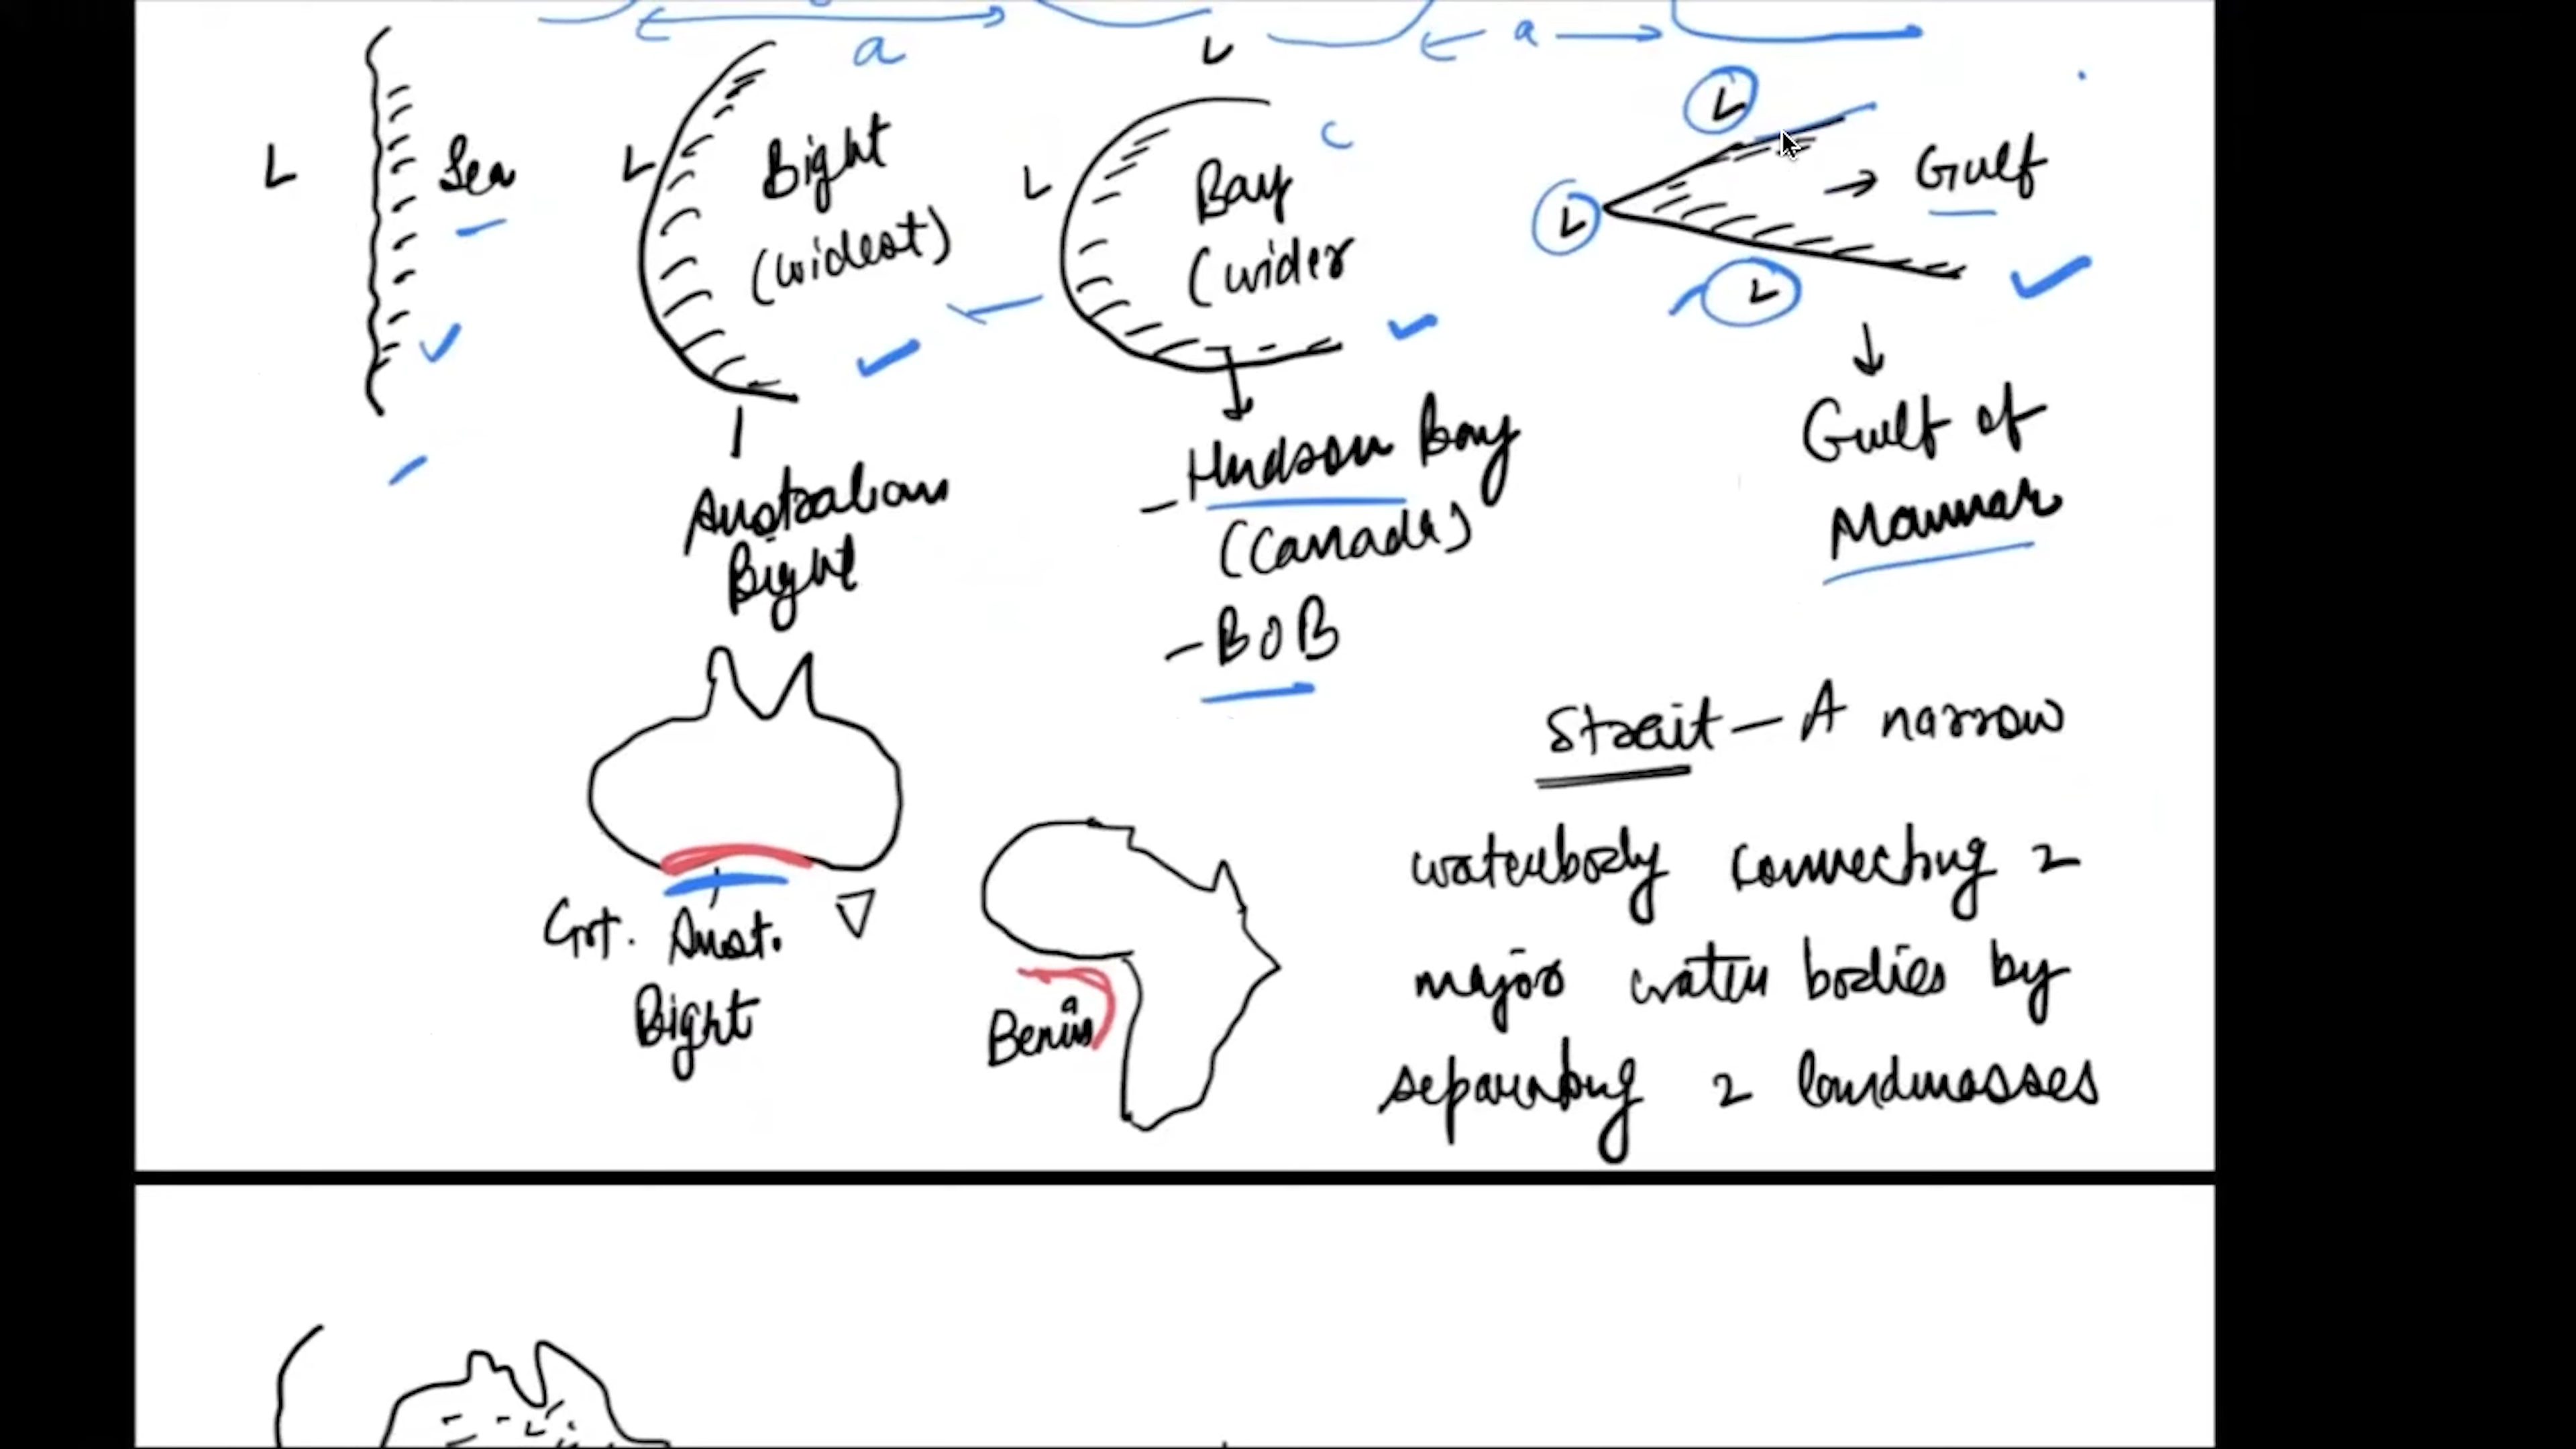 a
a
L
L
C
L
L Sea
L Bight
L Bay
→ Gulf
L
(widest)
(wider
L
Gulf of
Mannar
- Hudson Bay
(Canada)
Australian
Bight
- BOB
Strait - A narrow
waterbody connecting 2
major water bodies by
separating 2 landmasses
Grt. Aust.
Bight
Benin